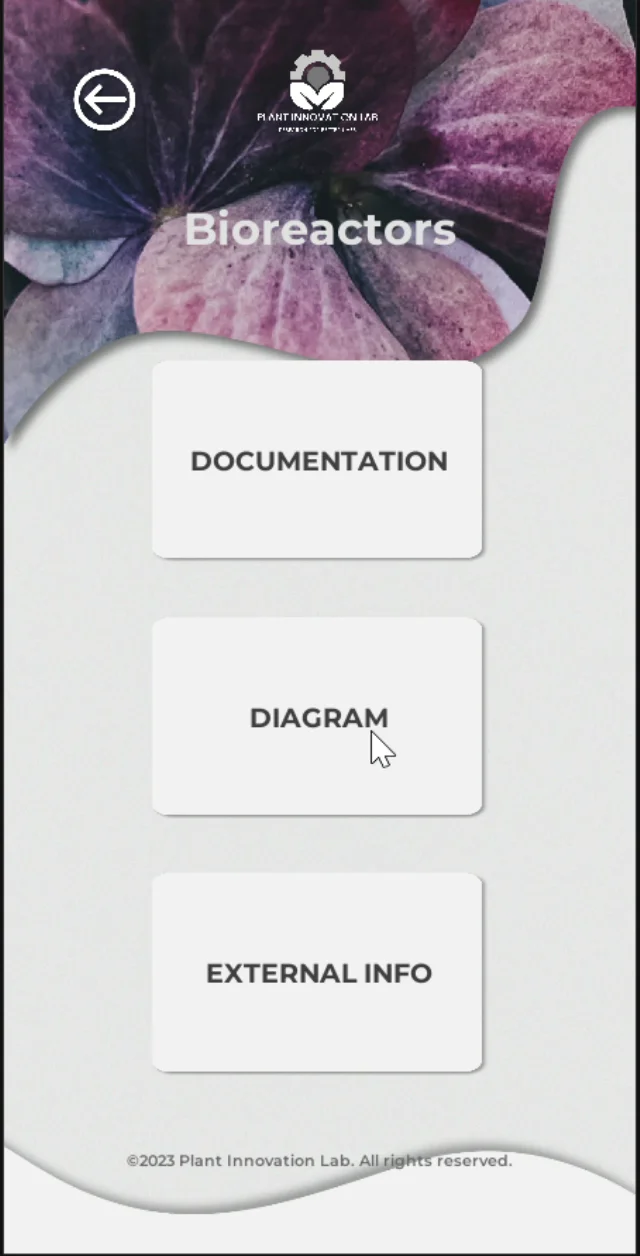 PLANT INNOVATION LAB
Bioreactors
DOCUMENTATION
DIAGRAM
EXTERNAL INFO
©2023 Plant Innovation Lab. All rights reserved.